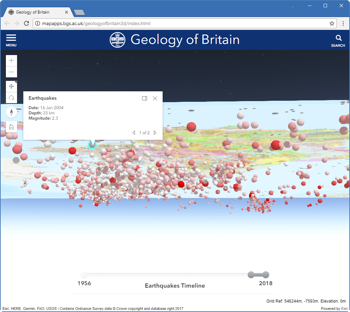 Geology of Britain
mapapps.bgs.ac.uk/geologyofbritain3d/index.html
MENU
Geology of Britain
SEARCH
Earthquakes
Date: 16 Jan 2004
Depth: 23 km
Magnitude: 2.3
1 of 2
1956
Earthquakes Timeline
2018
Grid Ref: 546244m, -7593m. Elevation: 0m
Esri, HERE, Garmin, FAO, USGS | Contains Ordnance Survey data © Crown copyright and database right 2017
Powered by Esri